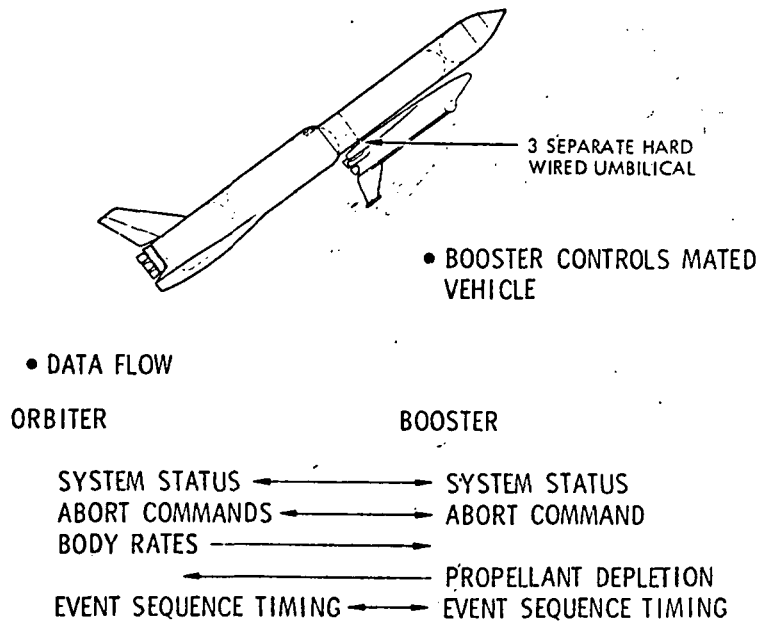 3 SEPARATE HARD
WIRED UMBILICAL
• BOOSTER CONTROLS MATED
VEHICLE
• DATA FLOW
ORBITER BOOSTER
SYSTEM STATUS SYSTEM STATUS
ABORT COMMANDS ABORT COMMAND
BODY RATES
PROPELLANT DEPLETION
EVENT SEQUENCE TIMING EVENT SEQUENCE TIMING